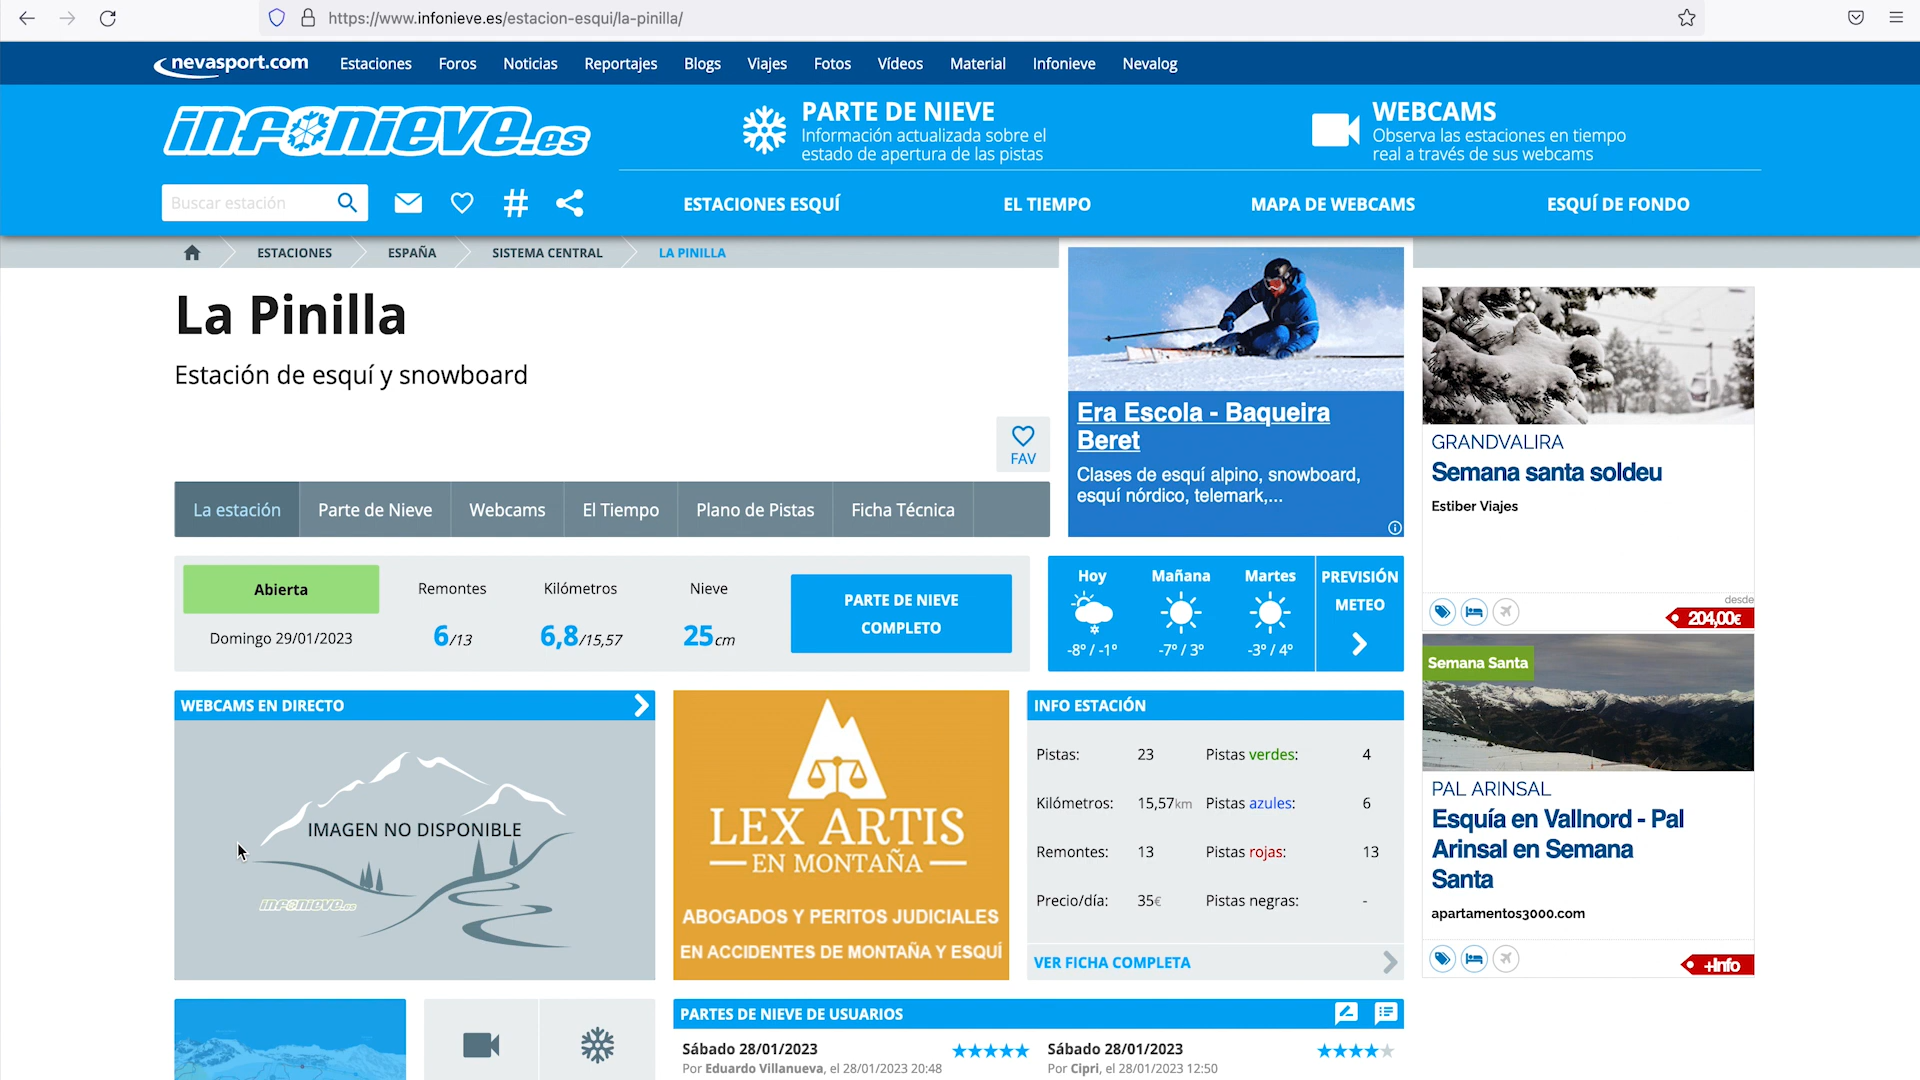 https://www.infonieve.es/estacion-esqui/la-pinilla/
nevasport.com
Estaciones
Foros
Noticias
Reportajes
Blogs
Viajes
Fotos
Vídeos
Material
Infonieve
Nevalog
infonieve.es
PARTE DE NIEVE
Información actualizada sobre el
estado de apertura de las pistas
WEBCAMS
Observa las estaciones en tiempo
real a través de sus webcams
Buscar estación
#
ESTACIONES ESQUÍ
EL TIEMPO
MAPA DE WEBCAMS
ESQUÍ DE FONDO
ESTACIONES
ESPAÑA
SISTEMA CENTRAL
LA PINILLA
La Pinilla
Estación de esquí y snowboard
FAV
La estación
Parte de Nieve
Webcams
El Tiempo
Plano de Pistas
Ficha Técnica
Era Escola - Baqueira
Beret
Clases de esquí alpino, snowboard,
esquí nórdico, telemark,...
GRANDVALIRA
Semana santa soldeu
Estiber Viajes
desde
204,00€
Abierta
Domingo 29/01/2023
Remontes
6/13
Kilómetros
6,8/15,57
Nieve
25cm
PARTE DE NIEVE
COMPLETO
Hoy
-8° / -1°
Mañana
-7° / 3°
Martes
-3° / 4°
PREVISIÓN
METEO
WEBCAMS EN DIRECTO
IMAGEN NO DISPONIBLE
infonieve.es
LEX ARTIS
EN MONTAÑA
ABOGADOS Y PERITOS JUDICIALES
EN ACCIDENTES DE MONTAÑA Y ESQUÍ
INFO ESTACIÓN
Pistas: 23 Pistas verdes: 4
Kilómetros: 15,57km Pistas azules: 6
Remontes: 13 Pistas rojas: 13
Precio/día: 35€ Pistas negras: -
VER FICHA COMPLETA
Semana Santa
PAL ARINSAL
Esquía en Vallnord - Pal
Arinsal en Semana
Santa
apartamentos3000.com
+Info
PARTES DE NIEVE DE USUARIOS
Sábado 28/01/2023
Por Eduardo Villanueva, el 28/01/2023 20:48
Sábado 28/01/2023
Por Cipri, el 28/01/2023 12:50